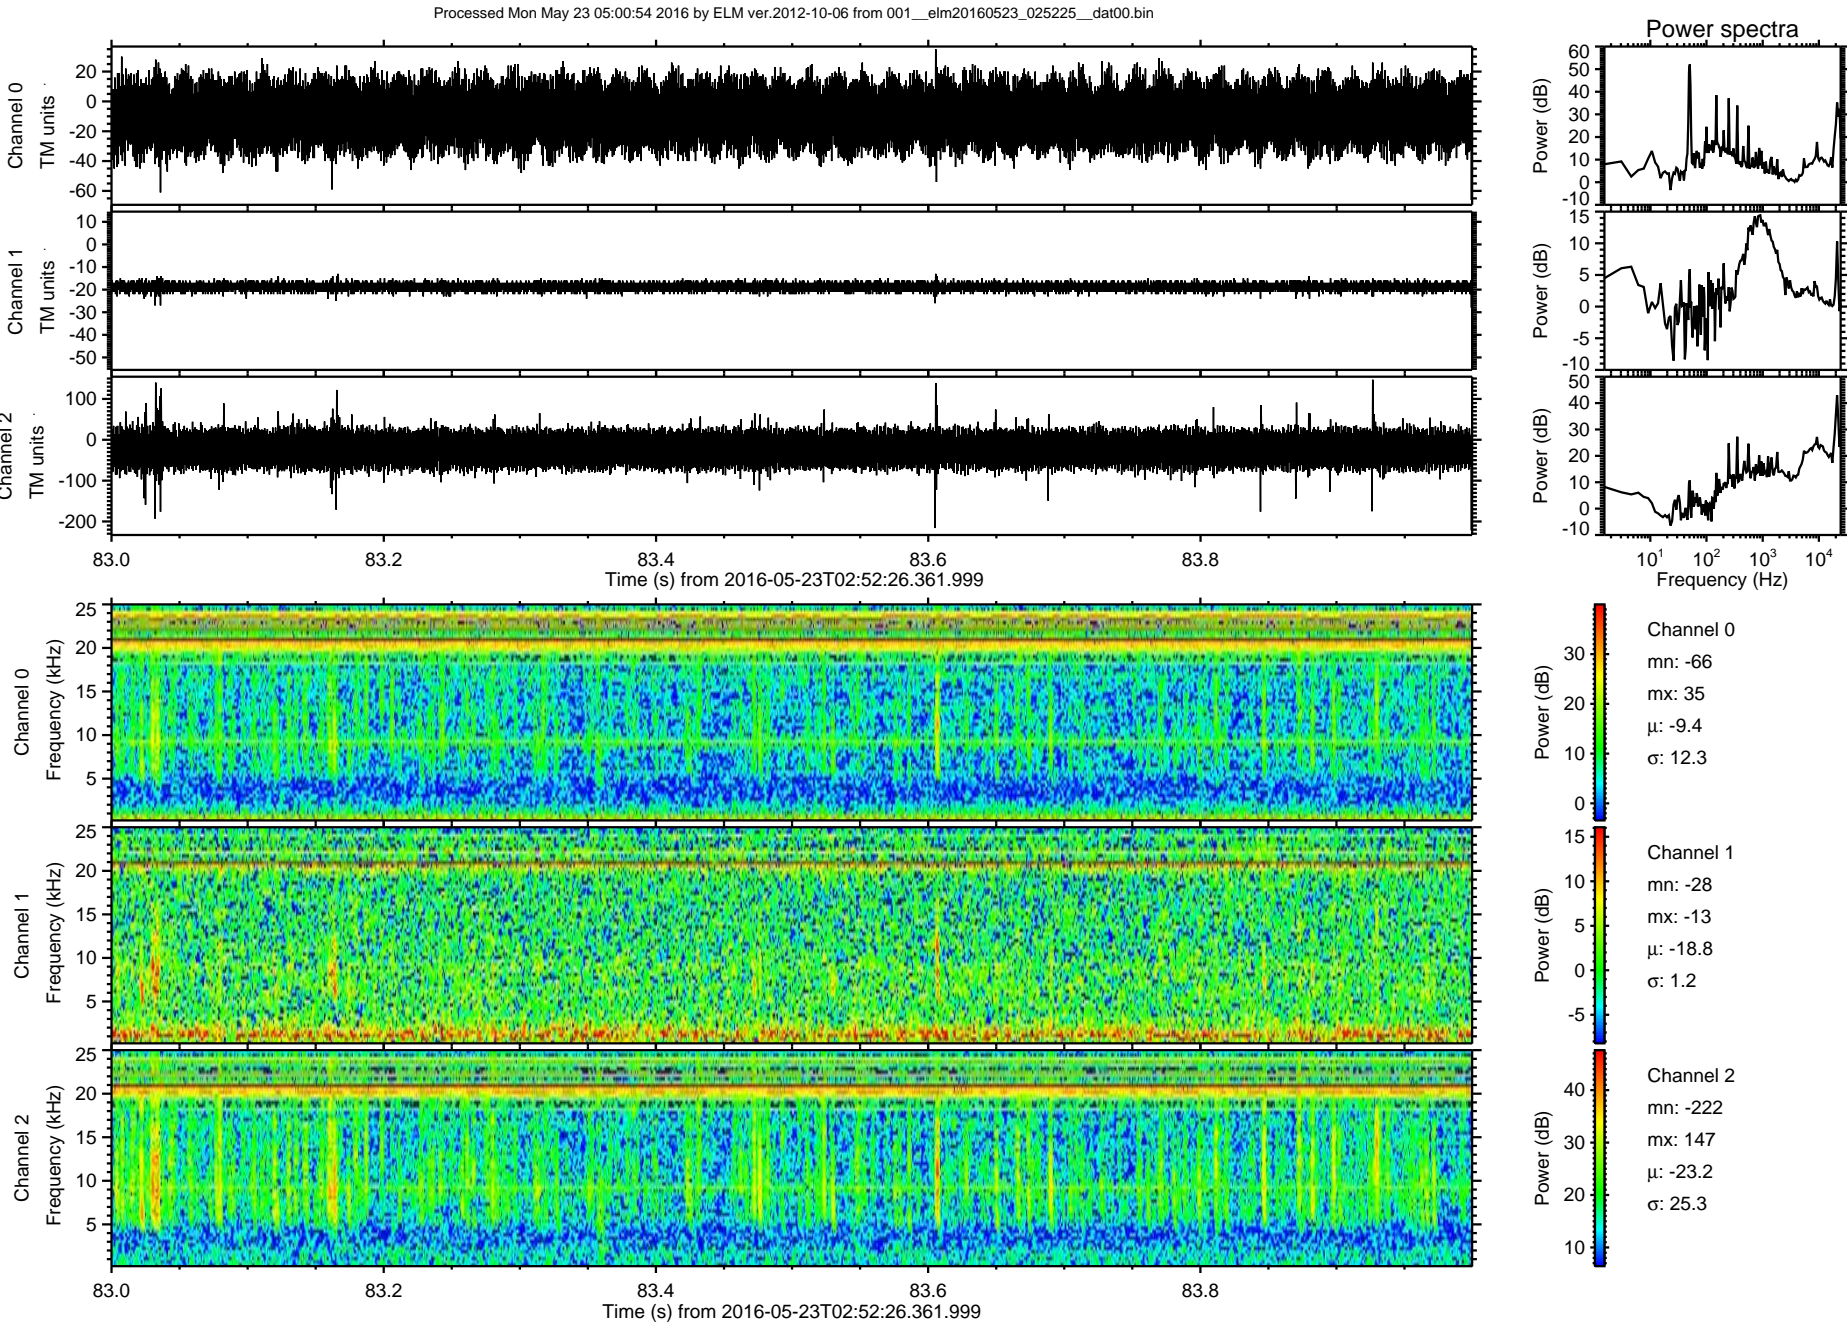 Processed Mon May 23 05:00:54 2016 by ELM ver.2012-10-06 from 001__elm20160523_025225__dat00.bin
Power spectra
Channel 0
TM units
20
0
-20
-40
-60
Power (dB)
60
50
40
30
20
10
0
-10
Channel 1
TM units
10
0
-10
-20
-30
-40
-50
Power (dB)
15
10
5
0
-5
-10
Channel 2
TM units
100
0
-100
-200
Power (dB)
50
40
30
20
10
0
-10
83.0 83.2 83.4 83.6 83.8
Time (s) from 2016-05-23T02:52:26.361.999
10^1 10^2 10^3 10^4
Frequency (Hz)
Channel 0
Frequency (kHz)
25
20
15
10
5
Power (dB)
30
20
10
0
Channel 0
mn: -66
mx: 35
μ: -9.4
σ: 12.3
Channel 1
Frequency (kHz)
25
20
15
10
5
Power (dB)
15
10
5
0
-5
Channel 1
mn: -28
mx: -13
μ: -18.8
σ: 1.2
Channel 2
Frequency (kHz)
25
20
15
10
5
Power (dB)
40
30
20
10
Channel 2
mn: -222
mx: 147
μ: -23.2
σ: 25.3
83.0 83.2 83.4 83.6 83.8
Time (s) from 2016-05-23T02:52:26.361.999